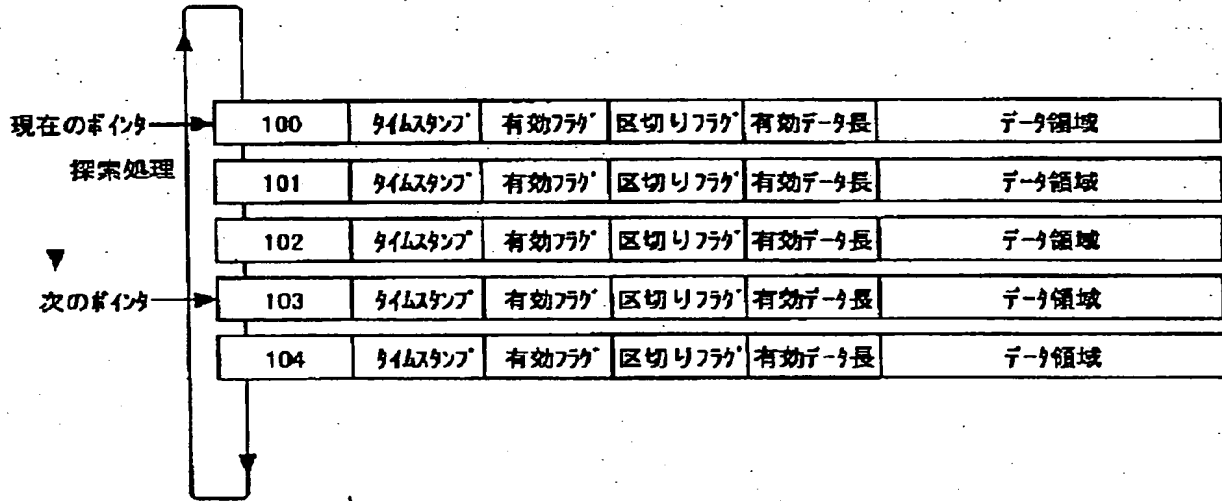 現在のポインタ 100 タイムスタンプ 有効フラグ 区切りフラグ 有効データ長 データ領域
探索処理
101 タイムスタンプ 有効フラグ 区切りフラグ 有効データ長 データ領域
102 タイムスタンプ 有効フラグ 区切りフラグ 有効データ長 データ領域
次のポインタ 103 タイムスタンプ 有効フラグ 区切りフラグ 有効データ長 データ領域
104 タイムスタンプ 有効フラグ 区切りフラグ 有効データ長 データ領域